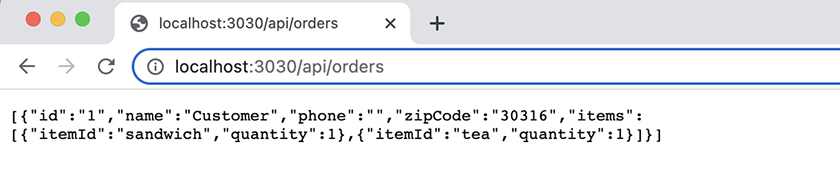 localhost:3030/api/orders
localhost:3030/api/orders
[{"id":"1","name":"Customer","phone":"","zipCode":"30316","items":
[{"itemId":"sandwich","quantity":1},{"itemId":"tea","quantity":1}]}]